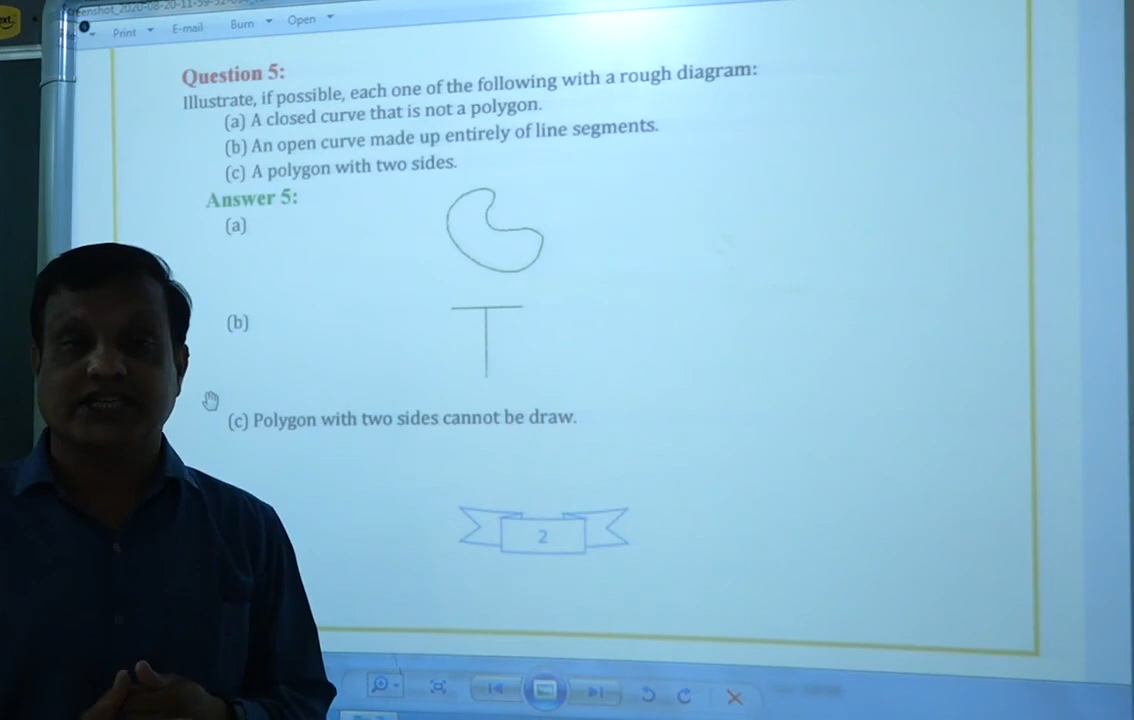 Print E-mail Burn Open
Question 5:
Illustrate, if possible, each one of the following with a rough diagram:
(a) A closed curve that is not a polygon.
(b) An open curve made up entirely of line segments.
(c) A polygon with two sides.
Answer 5:
(a)
(b)
(c) Polygon with two sides cannot be draw.
2